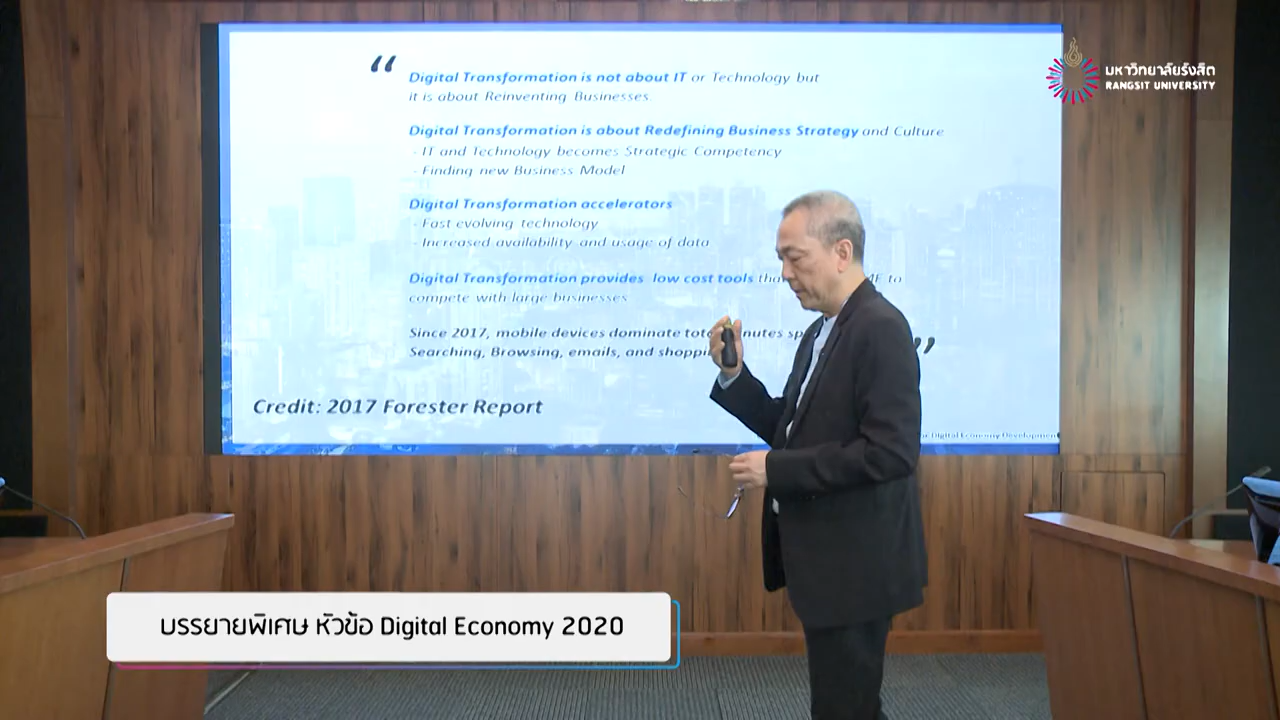 “
Digital Transformation is not about IT or Technology but
it is about Reinventing Businesses.
Digital Transformation is about Redefining Business Strategy and Culture
- IT and Technology becomes Strategic Competency
- Finding new Business Model
Digital Transformation accelerators
- Fast evolving technology
- Increased availability and usage of data
Digital Transformation provides low cost tools to
compete with large businesses
Since 2017, mobile devices dominate
Searching, Browsing, emails, and
”
Credit: 2017 Forester Report
Digital Economy Development
มหาวิทยาลัยรังสิต
RANGSIT UNIVERSITY
บรรยายพิเศษ หัวข้อ Digital Economy 2020